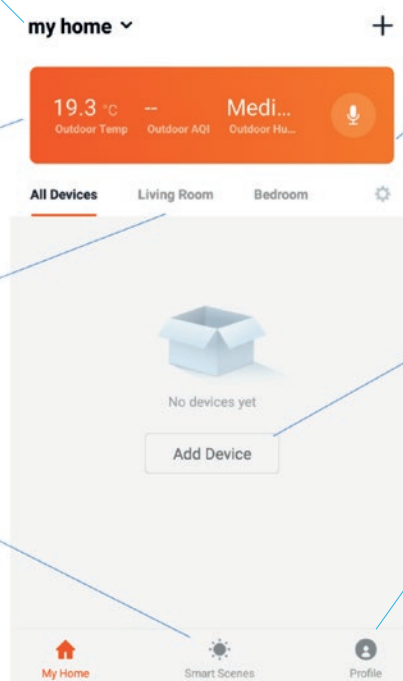 my home
19.3 °C -- Medi...
Outdoor Temp Outdoor AQI Outdoor Hu...
All Devices Living Room Bedroom
No devices yet
Add Device
My Home Smart Scenes Profile